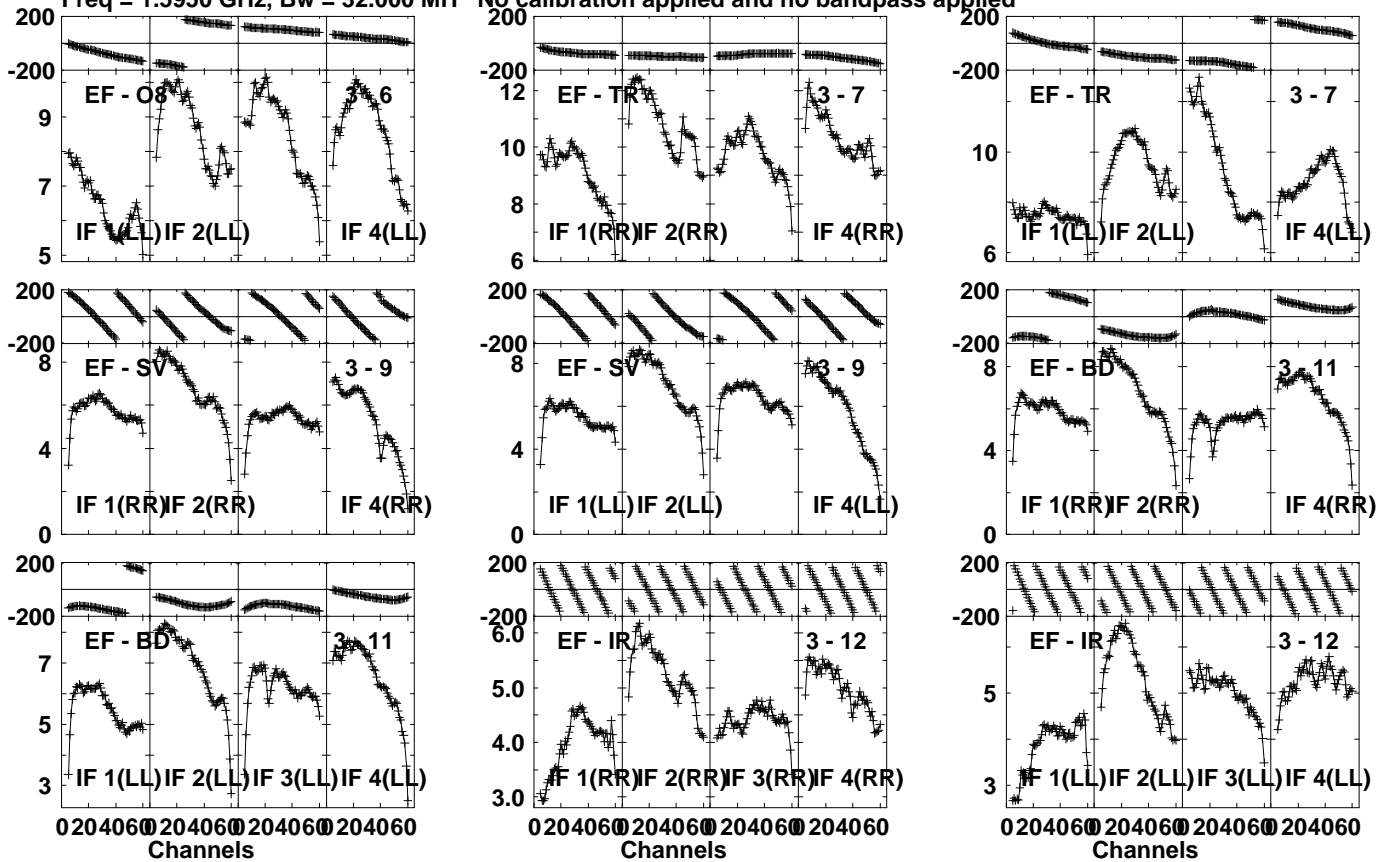 Freq = 1.5950 GHz, Bw = 32.000 MH No calibration applied and no bandpass applied
200
-200
EF - O8 3 - 6
9
7
5
IF 1(LL) IF 2(LL) IF 4(LL)
200
-200
EF - TR 3 - 7
12
10
8
6
IF 1(RR) IF 2(RR) IF 4(RR)
200
-200
EF - TR 3 - 7
10
6
IF 1(LL) IF 2(LL) IF 4(LL)
200
-200
EF - SV 3 - 9
8
4
0
IF 1(RR) IF 2(RR) IF 4(RR)
200
-200
EF - SV 3 - 9
8
4
0
IF 1(LL) IF 2(LL) IF 4(LL)
200
-200
EF - BD 3 - 11
8
4
0
IF 1(RR) IF 2(RR) IF 4(RR)
200
-200
EF - BD 3 - 11
7
5
3
IF 1(LL) IF 2(LL) IF 3(LL) IF 4(LL)
0 20 40 60 0 20 40 60 0 20 40 60 0 20 40 60
Channels
200
-200
EF - IR 3 - 12
6.0
5.0
4.0
3.0
IF 1(RR) IF 2(RR) IF 3(RR) IF 4(RR)
0 20 40 60 0 20 40 60 0 20 40 60 0 20 40 60
Channels
200
-200
EF - IR 3 - 12
5
3
IF 1(LL) IF 2(LL) IF 3(LL) IF 4(LL)
0 20 40 60 0 20 40 60 0 20 40 60 0 20 40 60
Channels